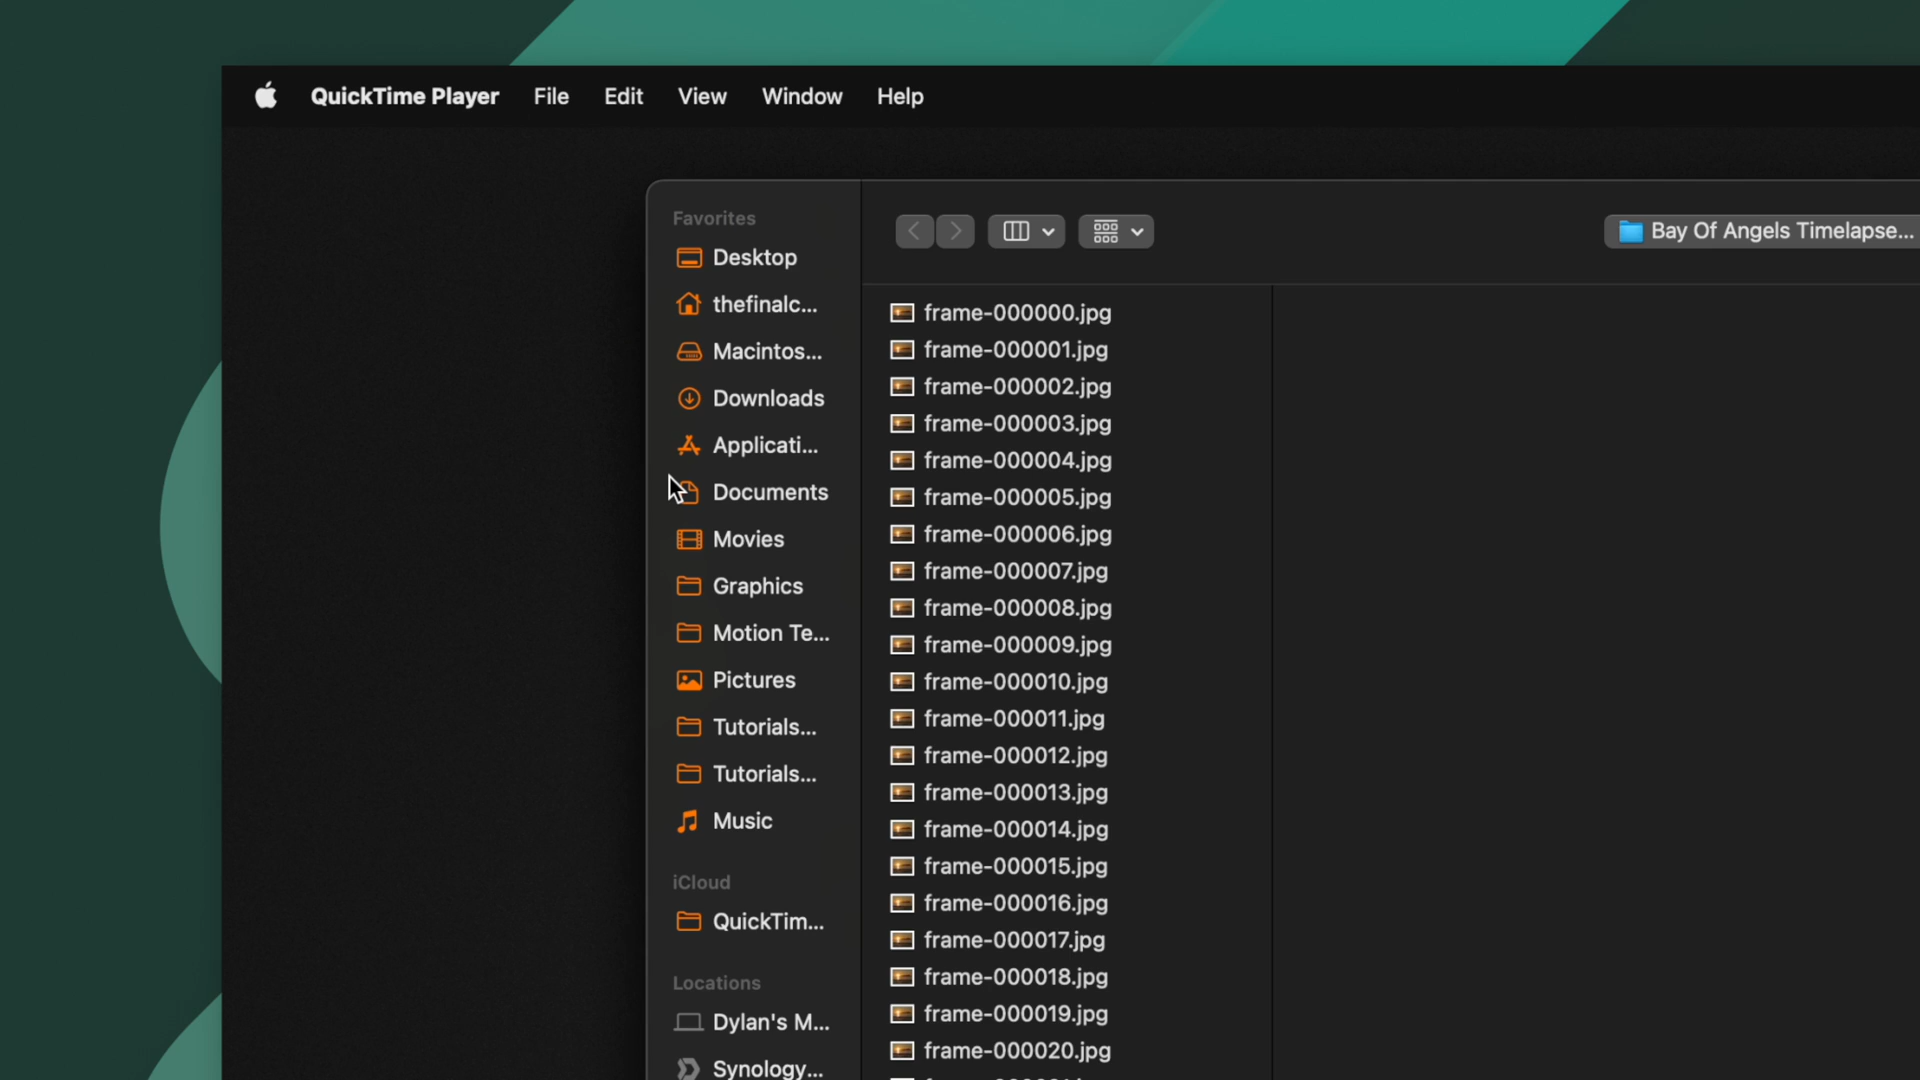 QuickTime Player File Edit View Window Help
Favorites
Desktop
thefinalc...
Macintos...
Downloads
Applicati...
Documents
Movies
Graphics
Motion Te...
Pictures
Tutorials...
Tutorials...
Music
iCloud
QuickTim...
Locations
Dylan's M...
Synology...
Bay Of Angels Timelapse...
frame-000000.jpg
frame-000001.jpg
frame-000002.jpg
frame-000003.jpg
frame-000004.jpg
frame-000005.jpg
frame-000006.jpg
frame-000007.jpg
frame-000008.jpg
frame-000009.jpg
frame-000010.jpg
frame-000011.jpg
frame-000012.jpg
frame-000013.jpg
frame-000014.jpg
frame-000015.jpg
frame-000016.jpg
frame-000017.jpg
frame-000018.jpg
frame-000019.jpg
frame-000020.jpg